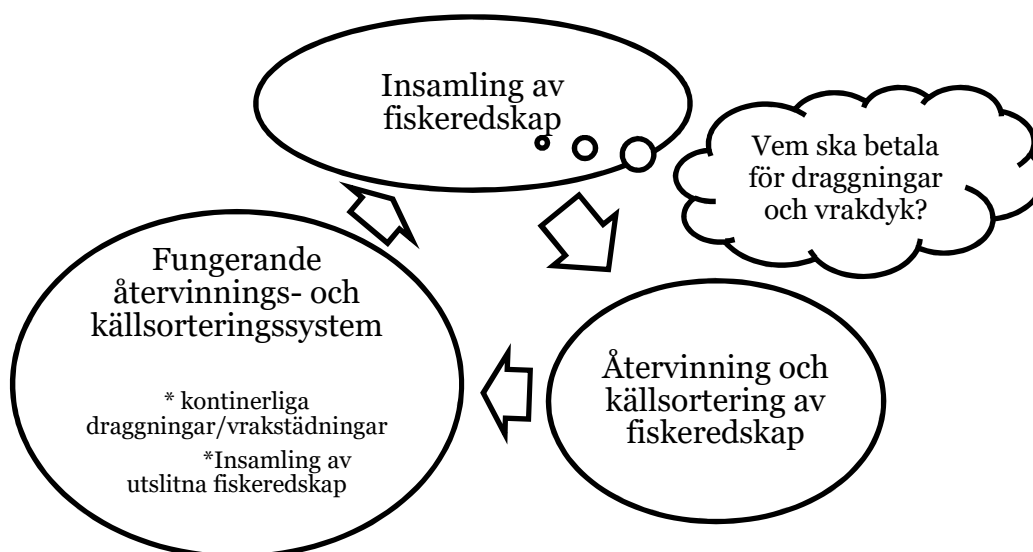 Insamling av
fiskeredskap
Vem ska betala
för draggningar
och vrakdyk?
Fungerande
återvinnings- och
källsorteringssystem
* kontinerliga
draggningar/vrakstädningar
*Insamling av
utslitna fiskeredskap
Återvinning och
källsortering av
fiskeredskap